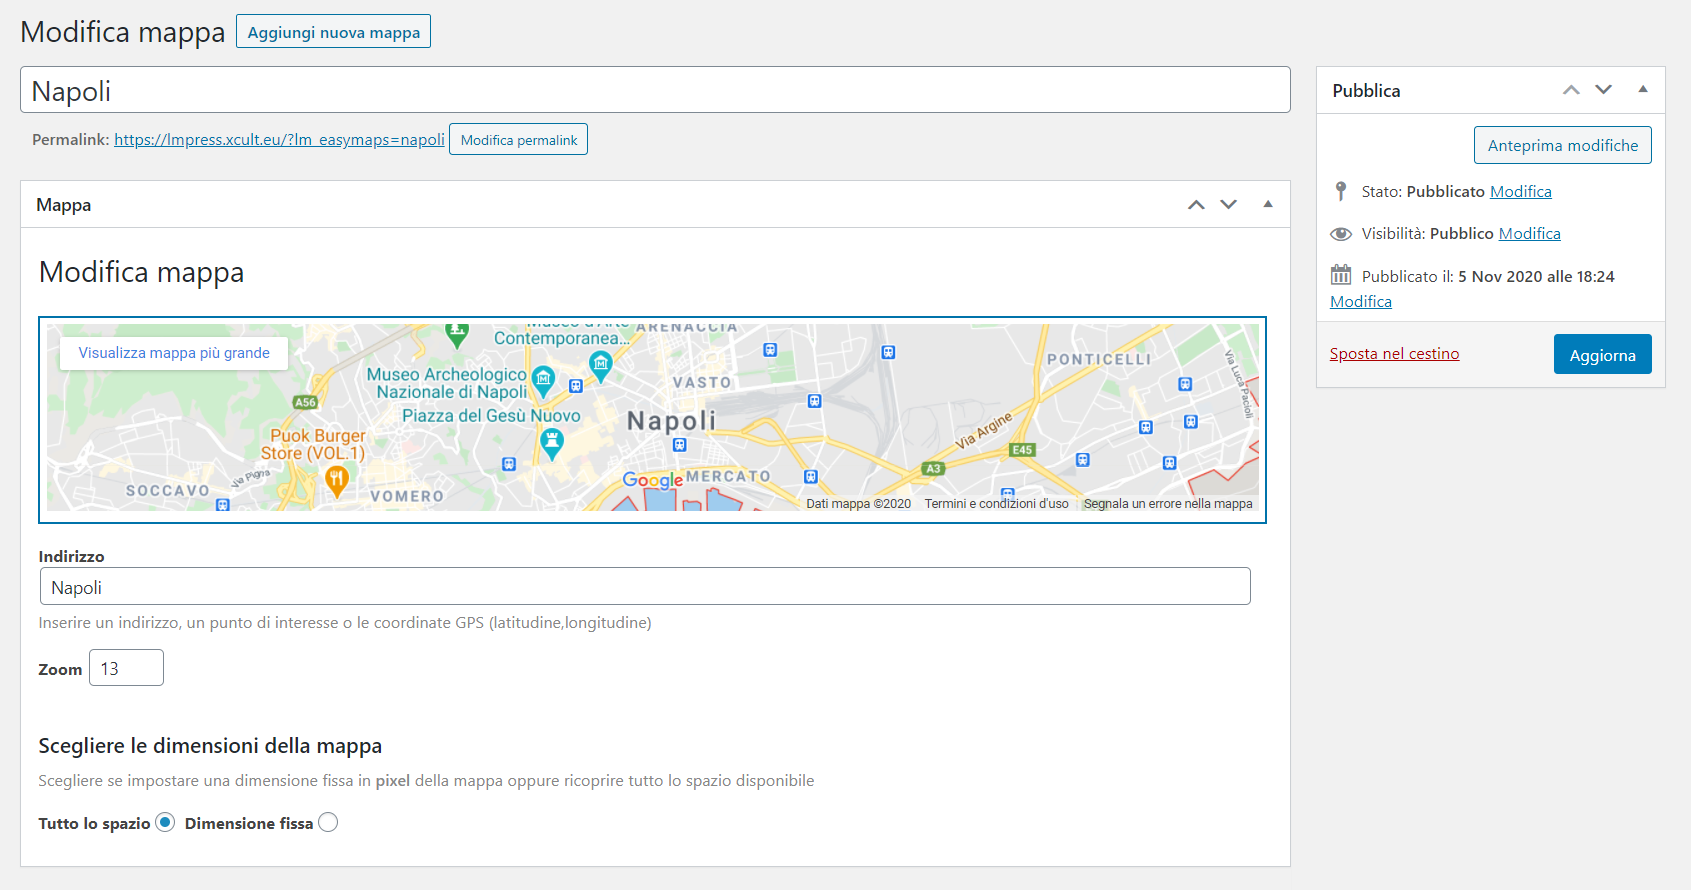 Modifica mappa
Aggiungi nuova mappa
Napoli
Permalink: https://lmpress.xcult.eu/?lm_easymaps=napoli Modifica permalink
Mappa
Modifica mappa
Visualizza mappa più grande
Contemporanea...
ARENACCIA
PONTICELLI
Via Luca Pacioli
Museo Archeologico
Nazionale di Napoli
VASTO
A56
Piazza del Gesù Nuovo
Napoli
Via Argine
Puok Burger
Store (VOL.1)
E45
A3
SOCCAVO
Via Pigna
VOMERO
Google
MERCATO
Dati mappa ©2020
Termini e condizioni d'uso
Segnala un errore nella mappa
Indirizzo
Napoli
Inserire un indirizzo, un punto di interesse o le coordinate GPS (latitudine,longitudine)
Zoom 13
Scegliere le dimensioni della mappa
Scegliere se impostare una dimensione fissa in pixel della mappa oppure ricoprire tutto lo spazio disponibile
Tutto lo spazio Dimensione fissa
Pubblica
Anteprima modifiche
Stato: Pubblicato Modifica
Visibilità: Pubblico Modifica
Pubblicato il: 5 Nov 2020 alle 18:24
Modifica
Sposta nel cestino
Aggiorna